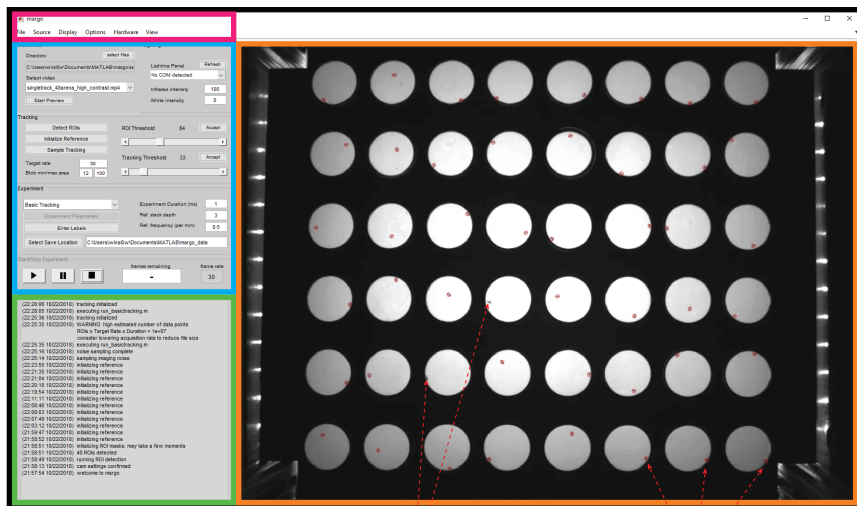 margo
File Source Display Options Hardware View
Directory select files
C:\Users\winsl0w\Documents\MATLAB\margo\s
Select video
singletrack_48arena_high_contrast.mp4
Start Preview
Lighting Panel Refresh
No COM detected
Infrared intensity 100
White intensity 0
Tracking
Detect ROIs
Initialize Reference
Sample Tracking
Target rate 30
Blob min/max area 12 100
ROI Threshold 84 Accept
Tracking Threshold 33 Accept
Experiment
Basic Tracking
Experiment Parameters
Enter Labels
Select Save Location C:\Users\winsl0w\Documents\MATLAB\margo_data
Experiment Duration (hrs) 1
Ref. stack depth 3
Ref. frequency (per min) 0.5
Start/Stop Experiment
frames remaining
-
frame rate
30
(22:28:06 10/22/2018) tracking initialized
(22:28:05 10/22/2018) executing run_basictracking.m
(22:25:36 10/22/2018) tracking initialized
(22:25:35 10/22/2018) WARNING: high estimated number of data points
ROIs x Target Rate x Duration = 1e+07
consider lowering acquisition rate to reduce file size
(22:25:35 10/22/2018) executing run_basictracking.m
(22:25:16 10/22/2018) noise sampling complete
(22:25:14 10/22/2018) sampling imaging noise
(22:23:55 10/22/2018) initializing reference
(22:21:35 10/22/2018) initializing reference
(22:21:04 10/22/2018) initializing reference
(22:20:18 10/22/2018) initializing reference
(22:19:54 10/22/2018) initializing reference
(22:11:11 10/22/2018) initializing reference
(22:08:46 10/22/2018) initializing reference
(22:08:03 10/22/2018) initializing reference
(22:07:49 10/22/2018) initializing reference
(22:03:12 10/22/2018) initializing reference
(21:59:47 10/22/2018) initializing reference
(21:58:52 10/22/2018) initializing reference
(21:58:51 10/22/2018) initializing ROI masks, may take a few moments
(21:58:51 10/22/2018) 48 ROIs detected
(21:58:49 10/22/2018) running ROI detection
(21:58:13 10/22/2018) cam settings confirmed
(21:57:54 10/22/2018) welcome to margo